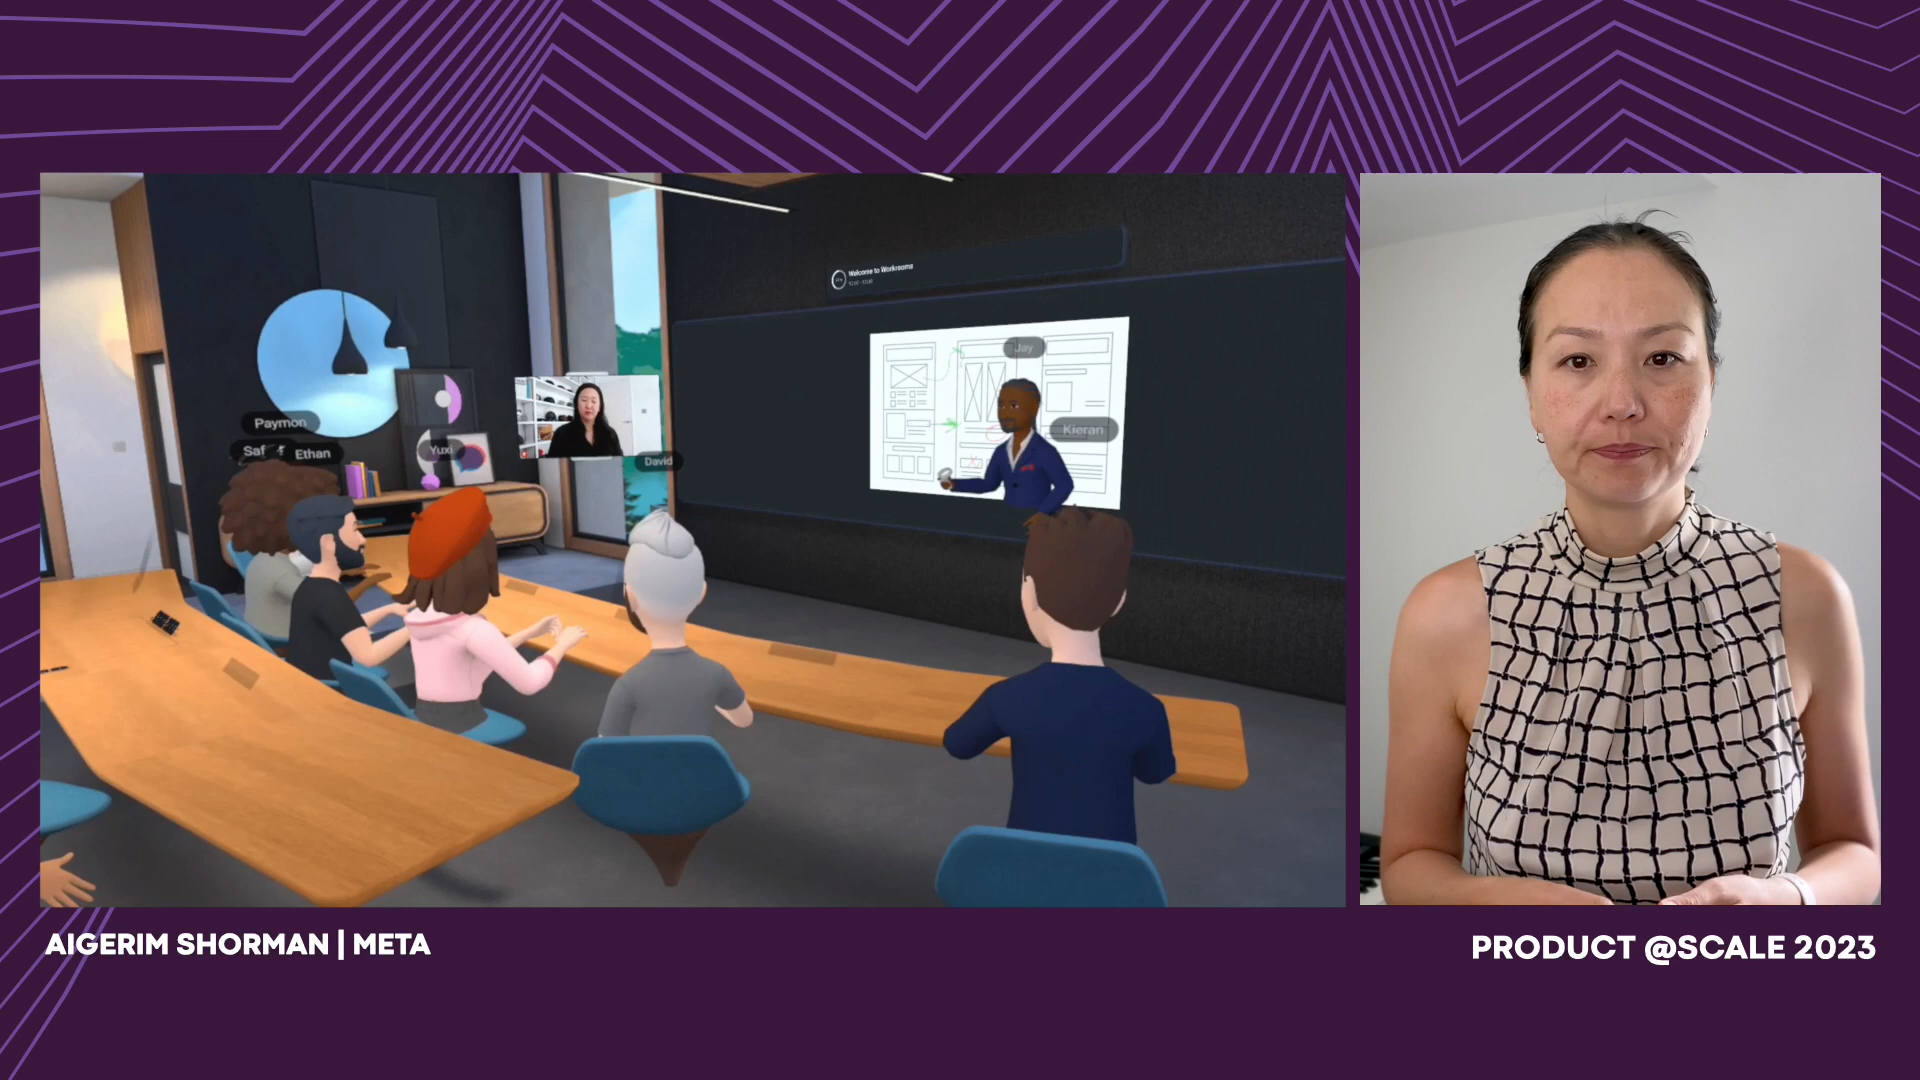 Welcome to Workrooms
Jay
Paymon
Kieran
Ethan
Yuxi
David
AIGERIM SHORMAN | META
PRODUCT @SCALE 2023